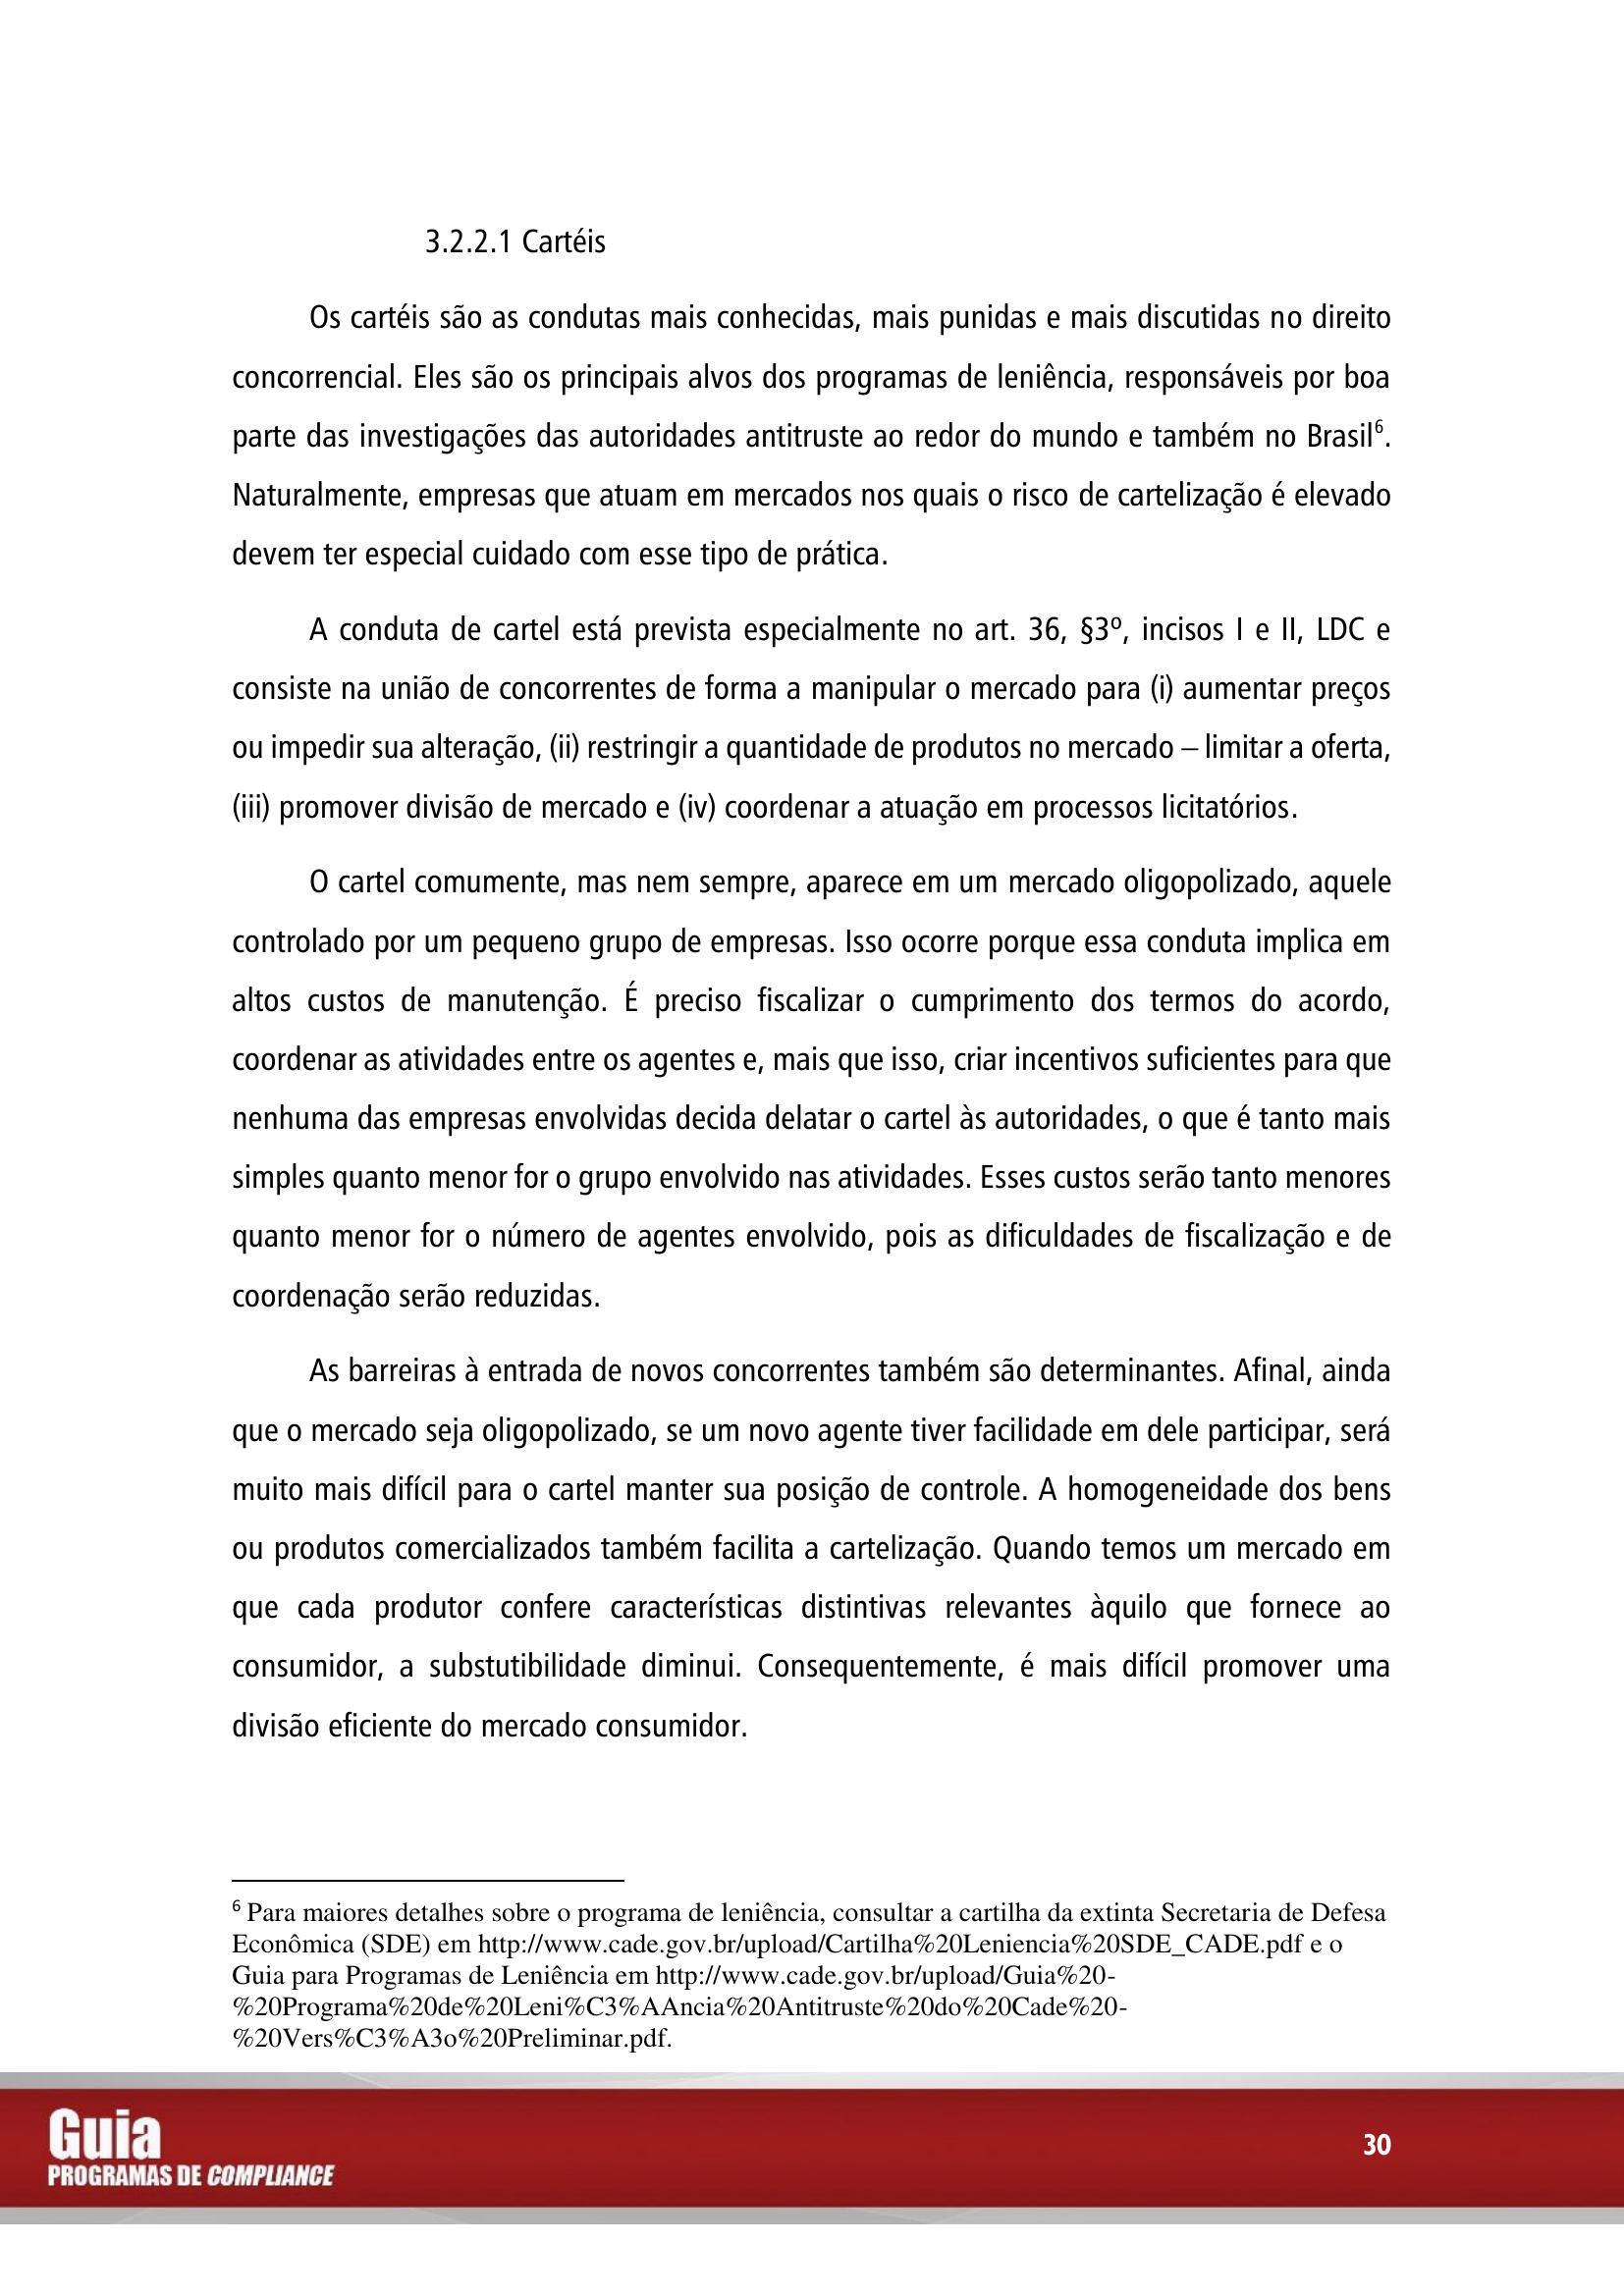 3.2.2.1 Cartéis
Os cartéis são as condutas mais conhecidas, mais punidas e mais discutidas no direito
concorrencial. Eles são os principais alvos dos programas de leniência, responsáveis por boa
parte das investigações das autoridades antitruste ao redor do mundo e também no Brasil⁶.
Naturalmente, empresas que atuam em mercados nos quais o risco de cartelização é elevado
devem ter especial cuidado com esse tipo de prática.
A conduta de cartel está prevista especialmente no art. 36, §3º, incisos I e II, LDC e
consiste na união de concorrentes de forma a manipular o mercado para (i) aumentar preços
ou impedir sua alteração, (ii) restringir a quantidade de produtos no mercado – limitar a oferta,
(iii) promover divisão de mercado e (iv) coordenar a atuação em processos licitatórios.
O cartel comumente, mas nem sempre, aparece em um mercado oligopolizado, aquele
controlado por um pequeno grupo de empresas. Isso ocorre porque essa conduta implica em
altos custos de manutenção. É preciso fiscalizar o cumprimento dos termos do acordo,
coordenar as atividades entre os agentes e, mais que isso, criar incentivos suficientes para que
nenhuma das empresas envolvidas decida delatar o cartel às autoridades, o que é tanto mais
simples quanto menor for o grupo envolvido nas atividades. Esses custos serão tanto menores
quanto menor for o número de agentes envolvido, pois as dificuldades de fiscalização e de
coordenação serão reduzidas.
As barreiras à entrada de novos concorrentes também são determinantes. Afinal, ainda
que o mercado seja oligopolizado, se um novo agente tiver facilidade em dele participar, será
muito mais difícil para o cartel manter sua posição de controle. A homogeneidade dos bens
ou produtos comercializados também facilita a cartelização. Quando temos um mercado em
que cada produtor confere características distintivas relevantes àquilo que fornece ao
consumidor, a substutibilidade diminui. Consequentemente, é mais difícil promover uma
divisão eficiente do mercado consumidor.
⁶ Para maiores detalhes sobre o programa de leniência, consultar a cartilha da extinta Secretaria de Defesa
Econômica (SDE) em http://www.cade.gov.br/upload/Cartilha%20Leniencia%20SDE_CADE.pdf e o
Guia para Programas de Leniência em http://www.cade.gov.br/upload/Guia%20-
%20Programa%20de%20Leni%C3%AAncia%20Antitruste%20do%20Cade%20-
%20Vers%C3%A3o%20Preliminar.pdf.
Guia
PROGRAMAS DE COMPLIANCE
30